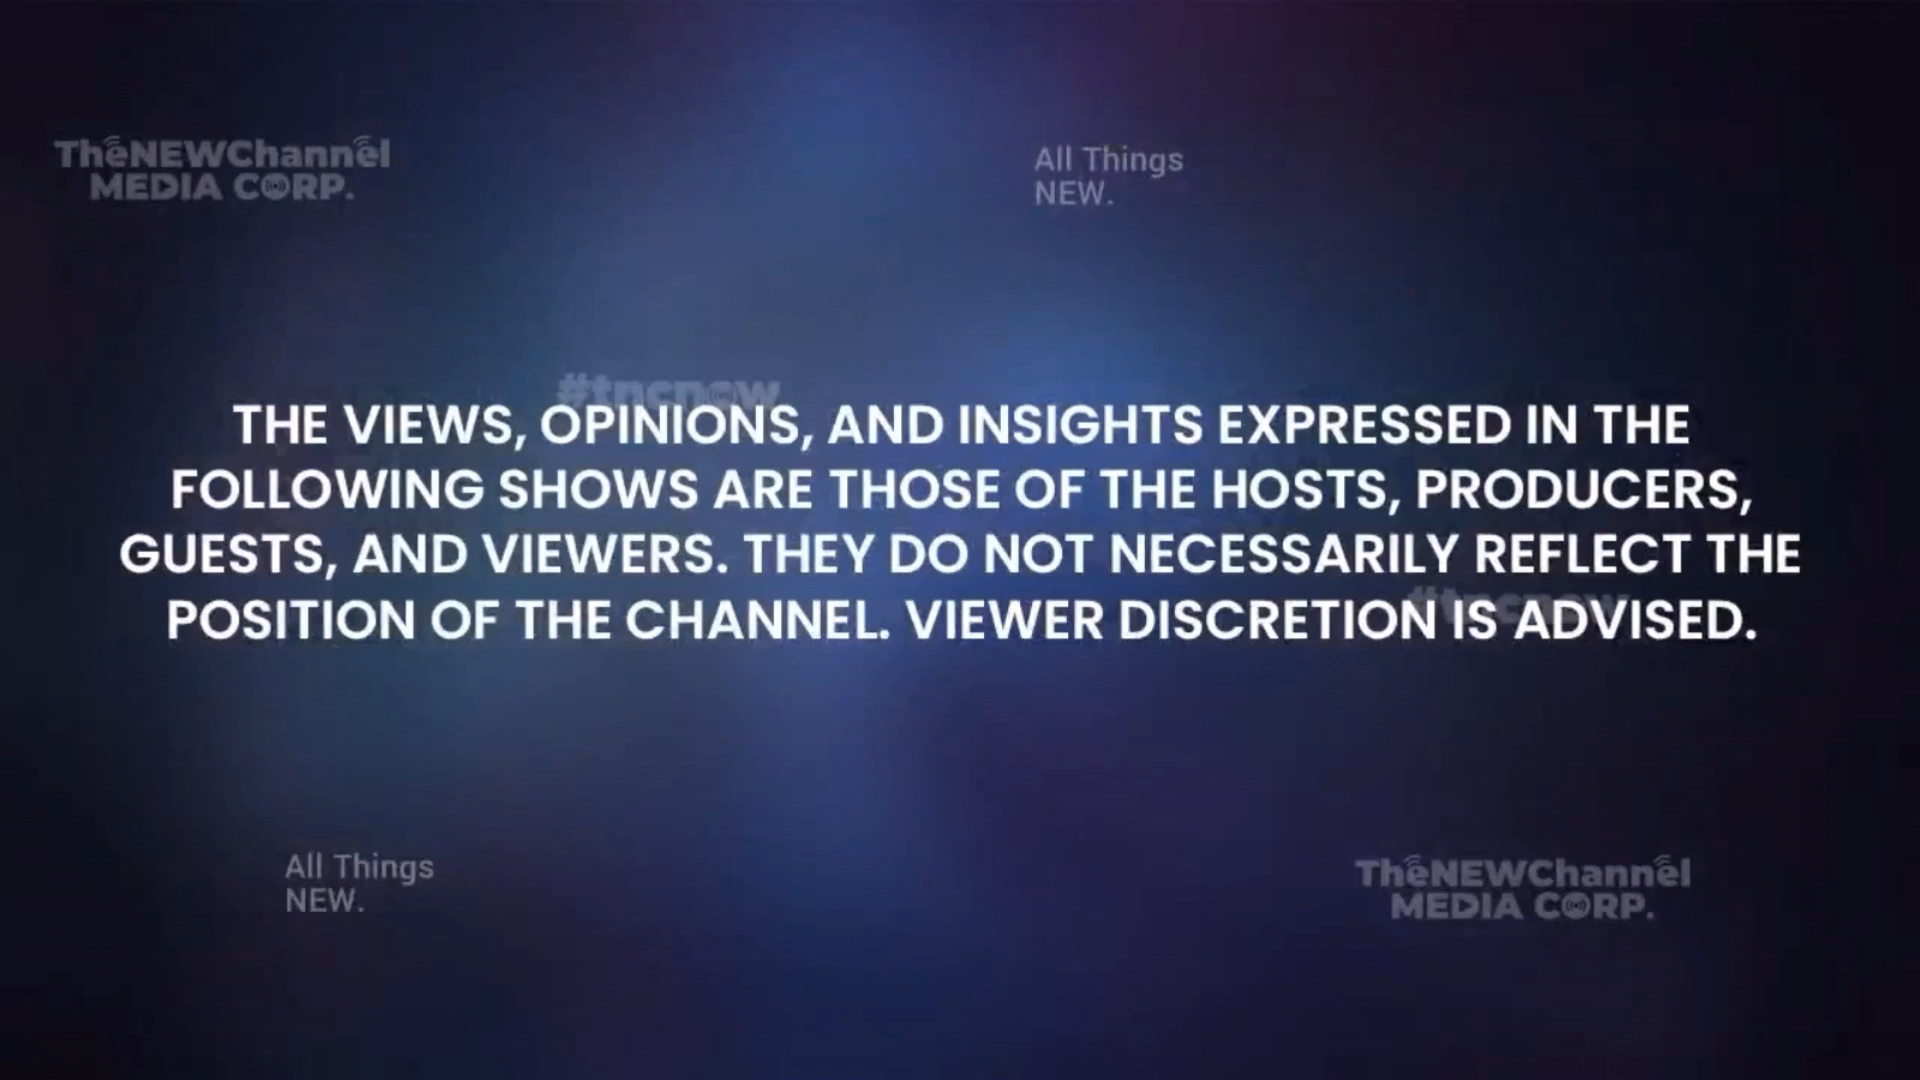 TheNEWChannel
MEDIA CORP.
All Things
NEW.
#tncnow
THE VIEWS, OPINIONS, AND INSIGHTS EXPRESSED IN THE
FOLLOWING SHOWS ARE THOSE OF THE HOSTS, PRODUCERS,
GUESTS, AND VIEWERS. THEY DO NOT NECESSARILY REFLECT THE
POSITION OF THE CHANNEL. VIEWER DISCRETION IS ADVISED.
#tncnow
All Things
NEW.
TheNEWChannel
MEDIA CORP.